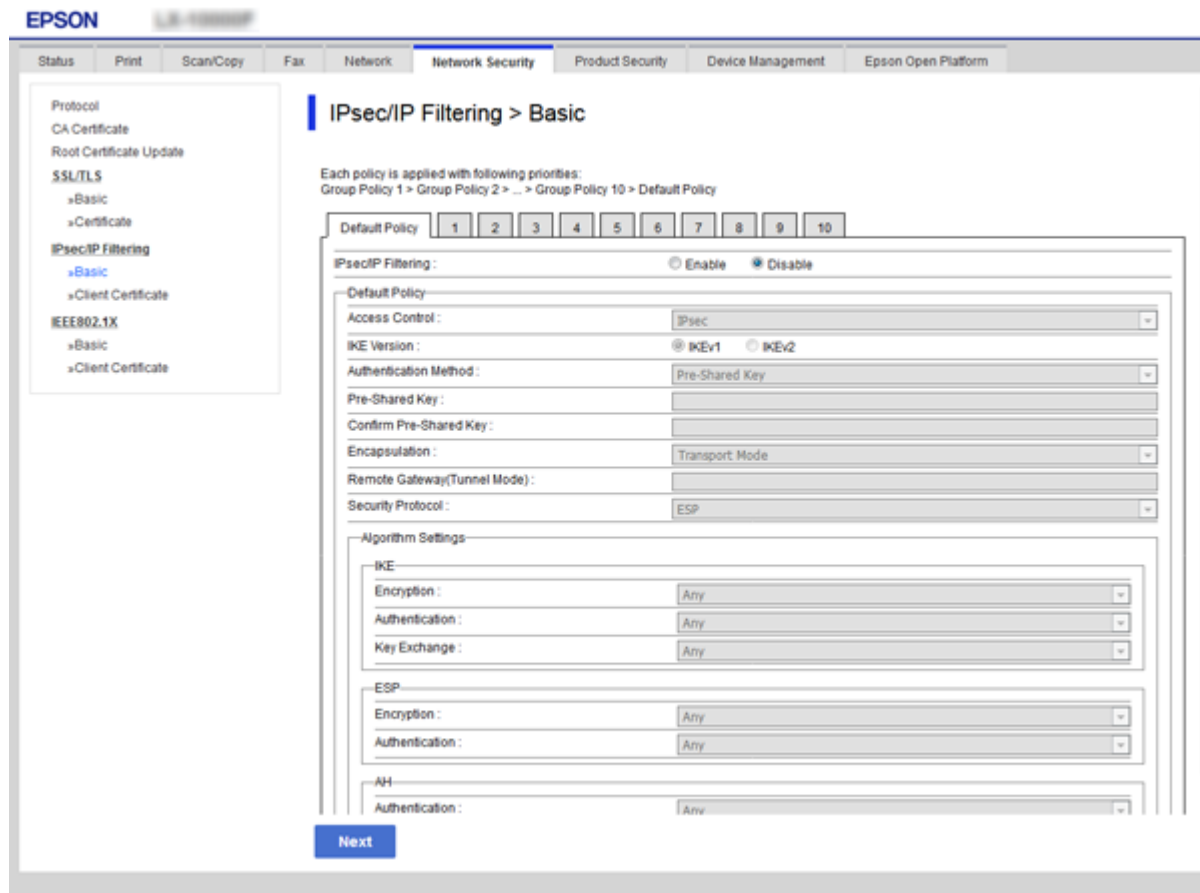 EPSON
Status Print Scan/Copy Fax Network Network Security Product Security Device Management Epson Open Platform
Protocol
CA Certificate
Root Certificate Update
SSL/TLS
»Basic
»Certificate
IPsec/IP Filtering
»Basic
»Client Certificate
IEEE802.1X
»Basic
»Client Certificate
IPsec/IP Filtering > Basic
Each policy is applied with following priorities:
Group Policy 1 > Group Policy 2 > ... > Group Policy 10 > Default Policy
Default Policy 1 2 3 4 5 6 7 8 9 10
IPsec/IP Filtering : Enable Disable
Default Policy
Access Control : IPsec
IKE Version : IKEv1 IKEv2
Authentication Method : Pre-Shared Key
Pre-Shared Key :
Confirm Pre-Shared Key :
Encapsulation : Transport Mode
Remote Gateway(Tunnel Mode) :
Security Protocol : ESP
Algorithm Settings
IKE
Encryption : Any
Authentication : Any
Key Exchange : Any
ESP
Encryption : Any
Authentication : Any
AH
Authentication : Any
Next